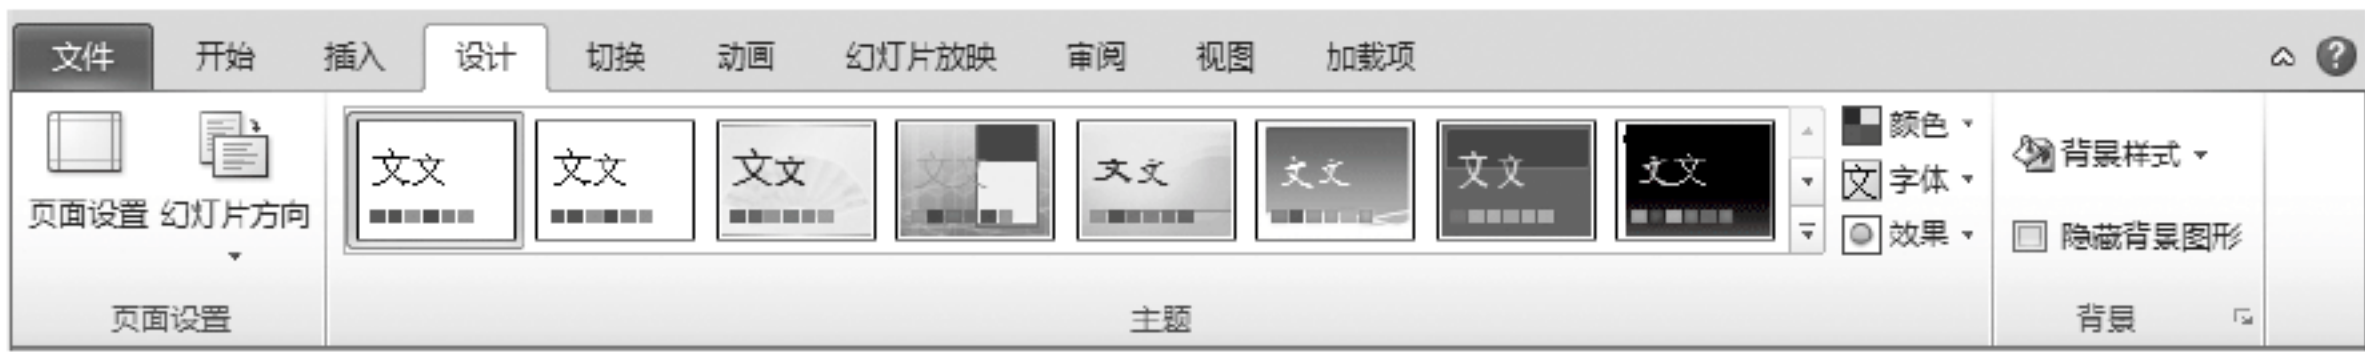 文件 开始 插入 设计 切换 动画 幻灯片放映 审阅 视图 加载项
页面设置 幻灯片方向
文文 文文 文文 文文 文文 文文 文文 文文
颜色
文 字体
效果
背景样式
隐藏背景图形
页面设置 主题 背景